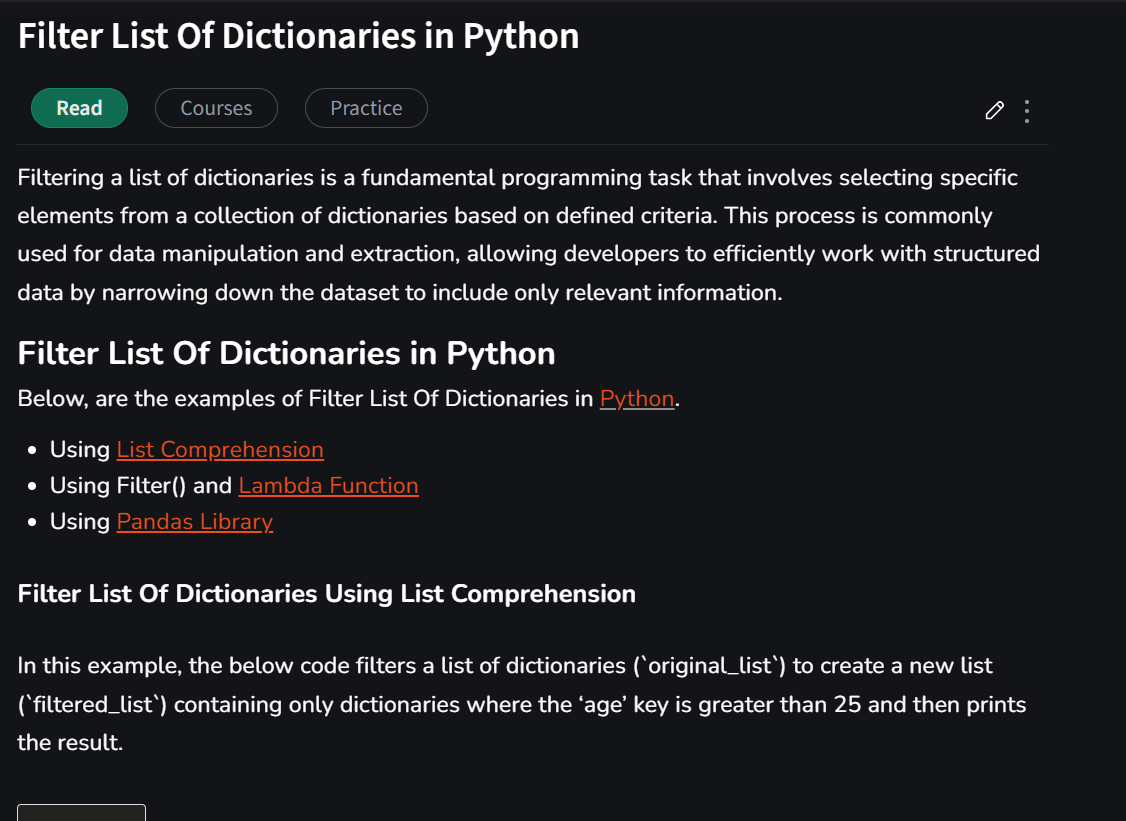 Filter List Of Dictionaries in Python
Read
Courses
Practice
Filtering a list of dictionaries is a fundamental programming task that involves selecting specific
elements from a collection of dictionaries based on defined criteria. This process is commonly
used for data manipulation and extraction, allowing developers to efficiently work with structured
data by narrowing down the dataset to include only relevant information.
Filter List Of Dictionaries in Python
Below, are the examples of Filter List Of Dictionaries in Python.
• Using List Comprehension
• Using Filter() and Lambda Function
• Using Pandas Library
Filter List Of Dictionaries Using List Comprehension
In this example, the below code filters a list of dictionaries (`original_list`) to create a new list
(`filtered_list`) containing only dictionaries where the ‘age’ key is greater than 25 and then prints
the result.